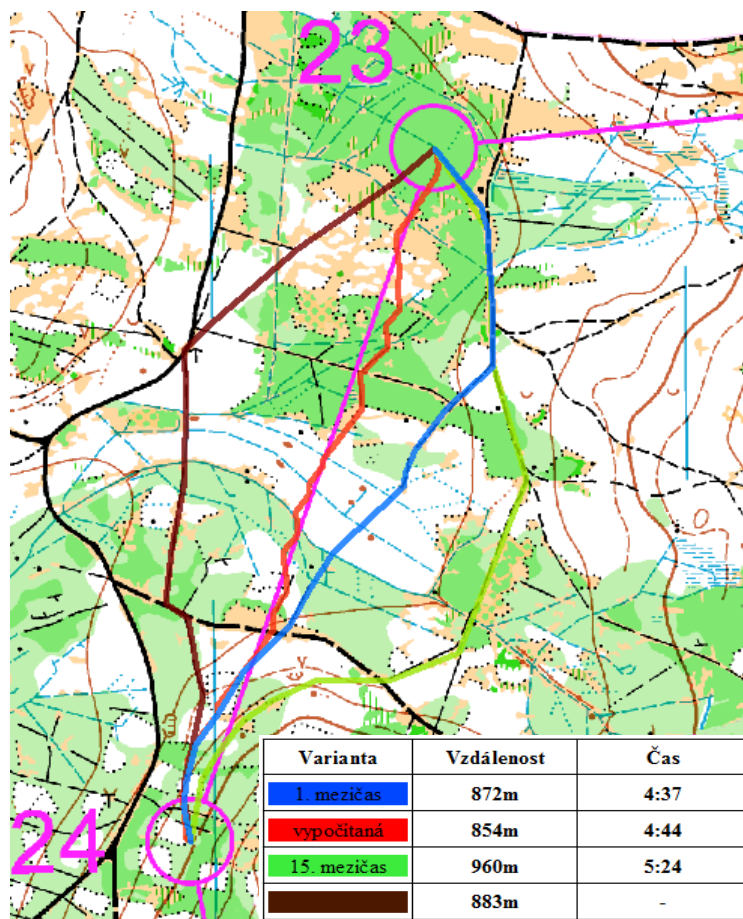 23
24
Varianta Vzdálenost Čas
1. mezičas 872m 4:37
vypočítaná 854m 4:44
15. mezičas 960m 5:24
883m -